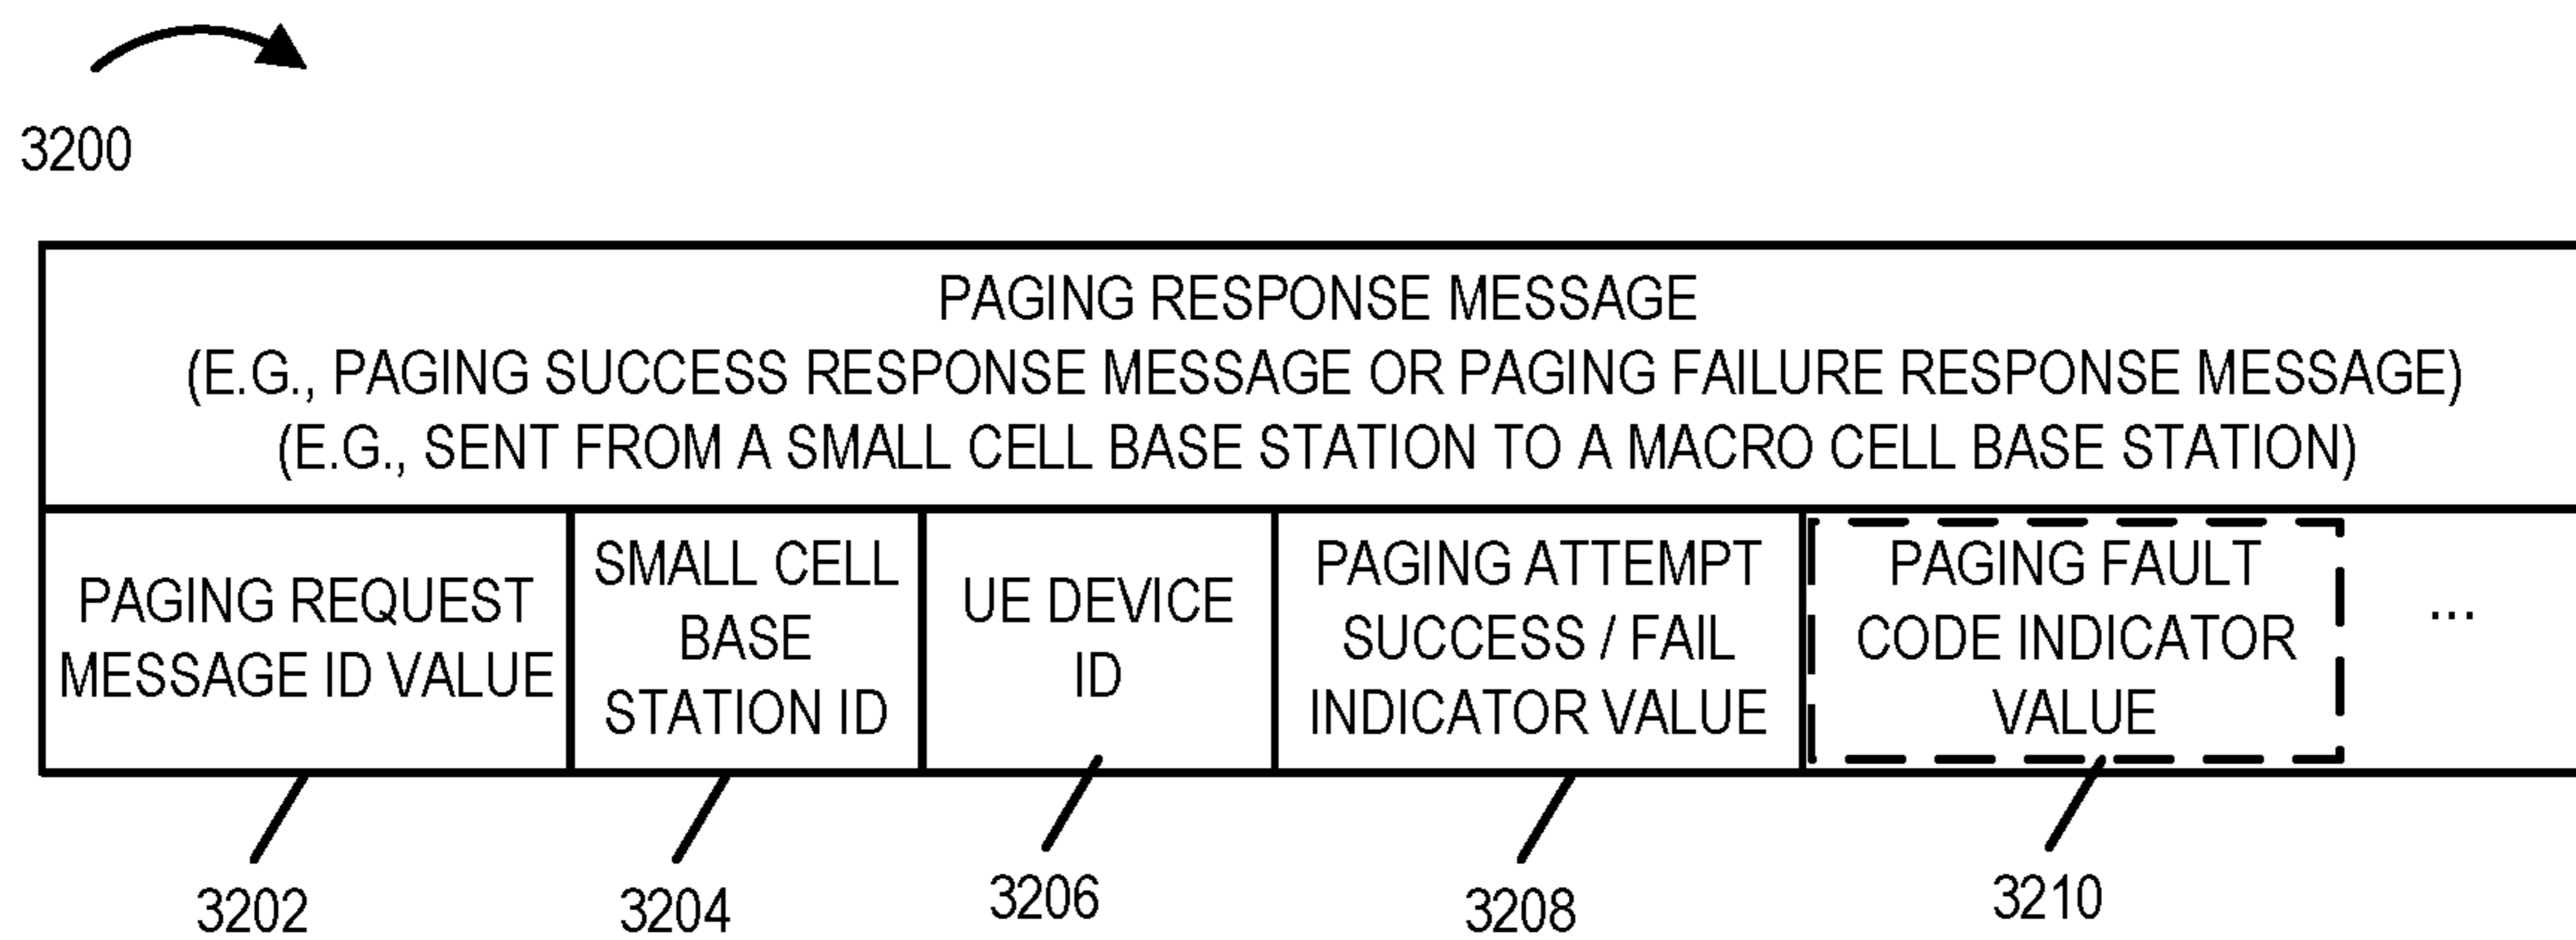 3200
PAGING RESPONSE MESSAGE
(E.G., PAGING SUCCESS RESPONSE MESSAGE OR PAGING FAILURE RESPONSE MESSAGE)
(E.G., SENT FROM A SMALL CELL BASE STATION TO A MACRO CELL BASE STATION)
PAGING REQUEST
MESSAGE ID VALUE
SMALL CELL
BASE
STATION ID
UE DEVICE
ID
PAGING ATTEMPT
SUCCESS / FAIL
INDICATOR VALUE
PAGING FAULT
CODE INDICATOR
VALUE
...
3202
3204
3206
3208
3210